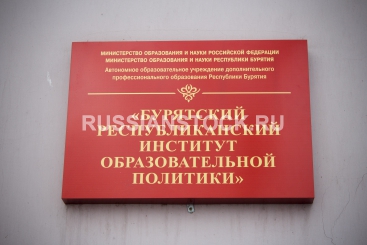 МИНИСТЕРСТВО ОБРАЗОВАНИЯ И НАУКИ РОССИЙСКОЙ ФЕДЕРАЦИИ
МИНИСТЕРСТВО ОБРАЗОВАНИЯ И НАУКИ РЕСПУБЛИКИ БУРЯТИЯ
Автономное образовательное учреждение дополнительного
профессионального образования Республики Бурятия
«БУРЯТСКИЙ
РЕСПУБЛИКАНСКИЙ
RUSSIANSTOCK.RU
ИНСТИТУТ
ОБРАЗОВАТЕЛЬНОЙ
ПОЛИТИКИ»